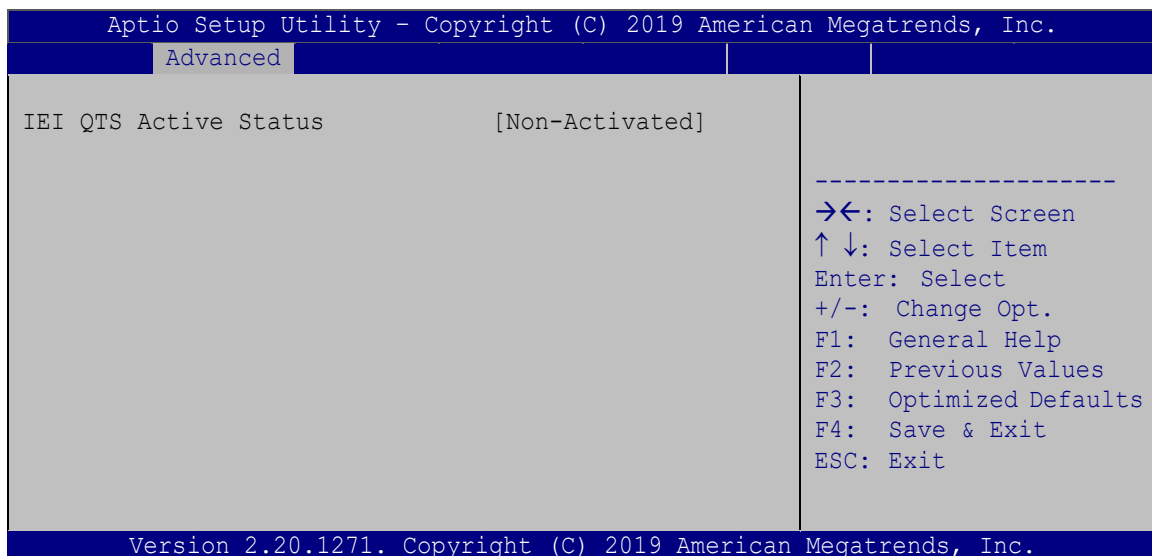 Aptio Setup Utility – Copyright (C) 2019 American Megatrends, Inc.
Advanced
IEI QTS Active Status [Non-Activated]
----------------------
→←: Select Screen
↑ ↓: Select Item
Enter: Select
+/-: Change Opt.
F1: General Help
F2: Previous Values
F3: Optimized Defaults
F4: Save & Exit
ESC: Exit
Version 2.20.1271. Copyright (C) 2019 American Megatrends, Inc.